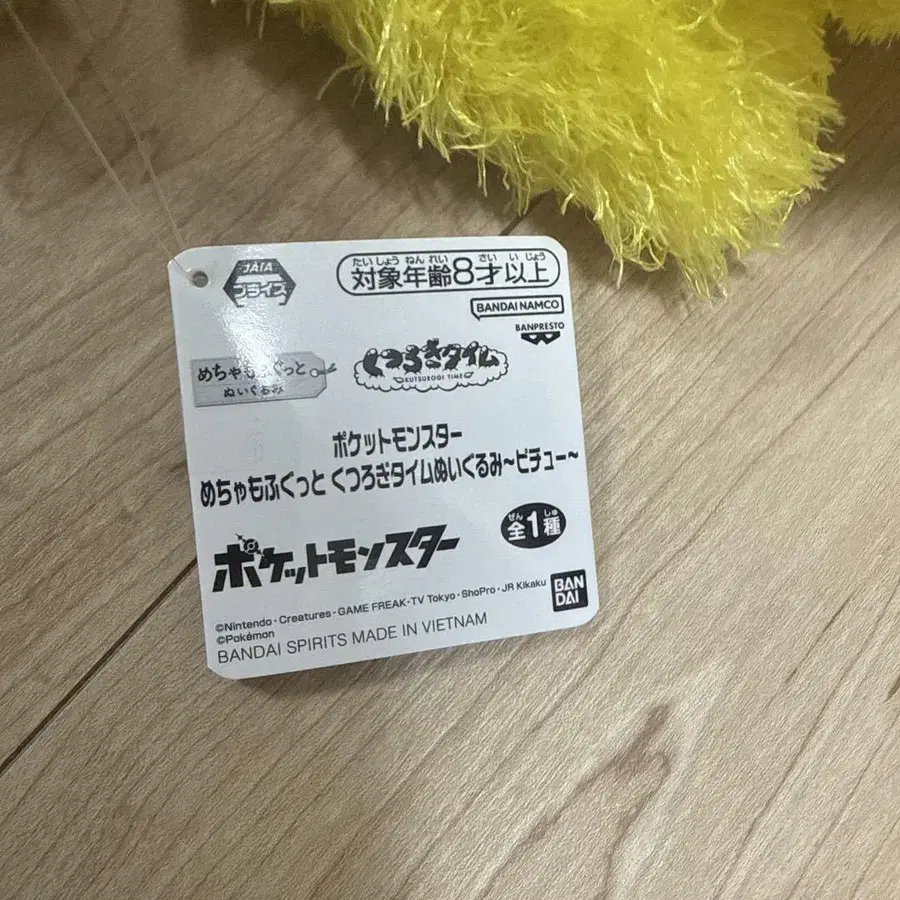 JAIA
プライズ
たいしょうねんれい さいいじょう
対象年齢8才以上
BANDAI NAMCO
BANPRESTO
めちゃもふぐっと
ぬいぐるみ
くつろぎタイム
KUTSUROGI TIME
ポケットモンスター
めちゃもふぐっと くつろぎタイムぬいぐるみ~ピチュー~
ぜん しゅ
全1種
ポケットモンスター
©Nintendo・Creatures・GAME FREAK・TV Tokyo・ShoPro・JR Kikaku
©Pokémon
BANDAI SPIRITS MADE IN VIETNAM
BAN
DAI